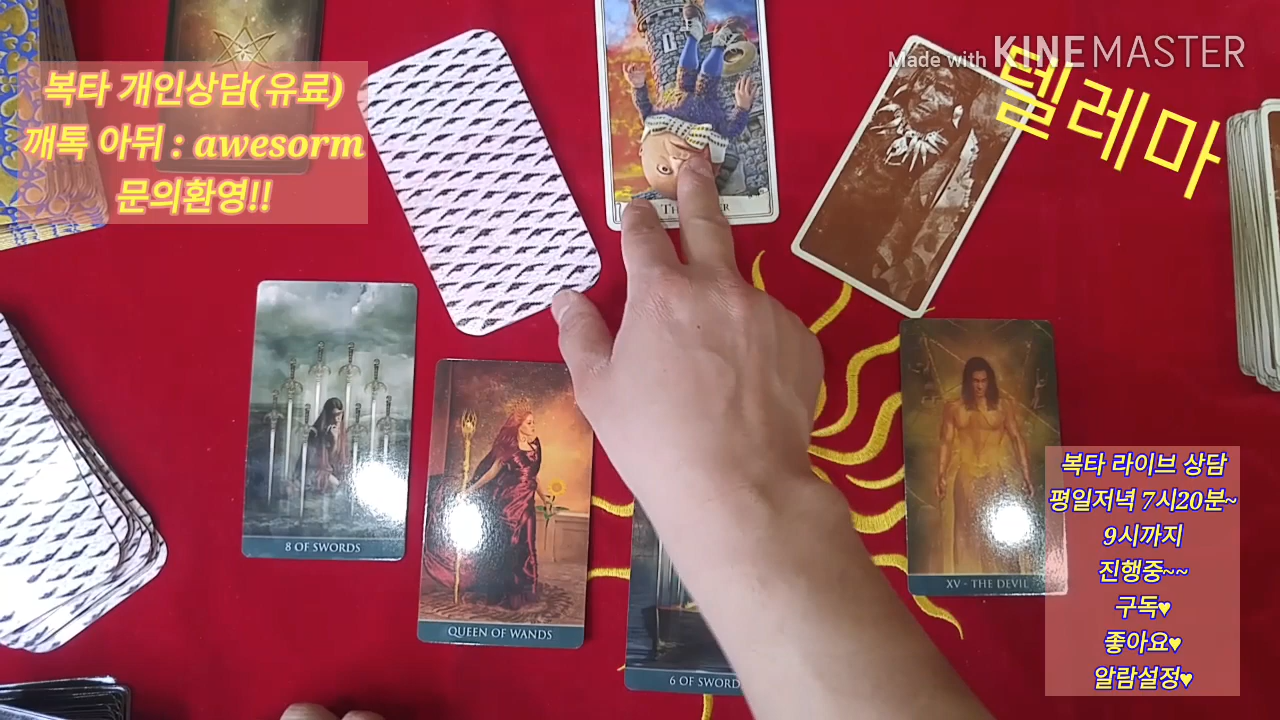 Made with KINEMASTER
텔레마
복타 개인상담(유료)
깨톡 아뒤 : awesorm
문의환영!!
8 OF SWORDS
QUEEN OF WANDS
6 OF SWORD
XV - THE DEVIL
복타 라이브 상담
평일저녁 7시20분~
9시까지
진행중~~
구독♥
좋아요♥
알람설정♥